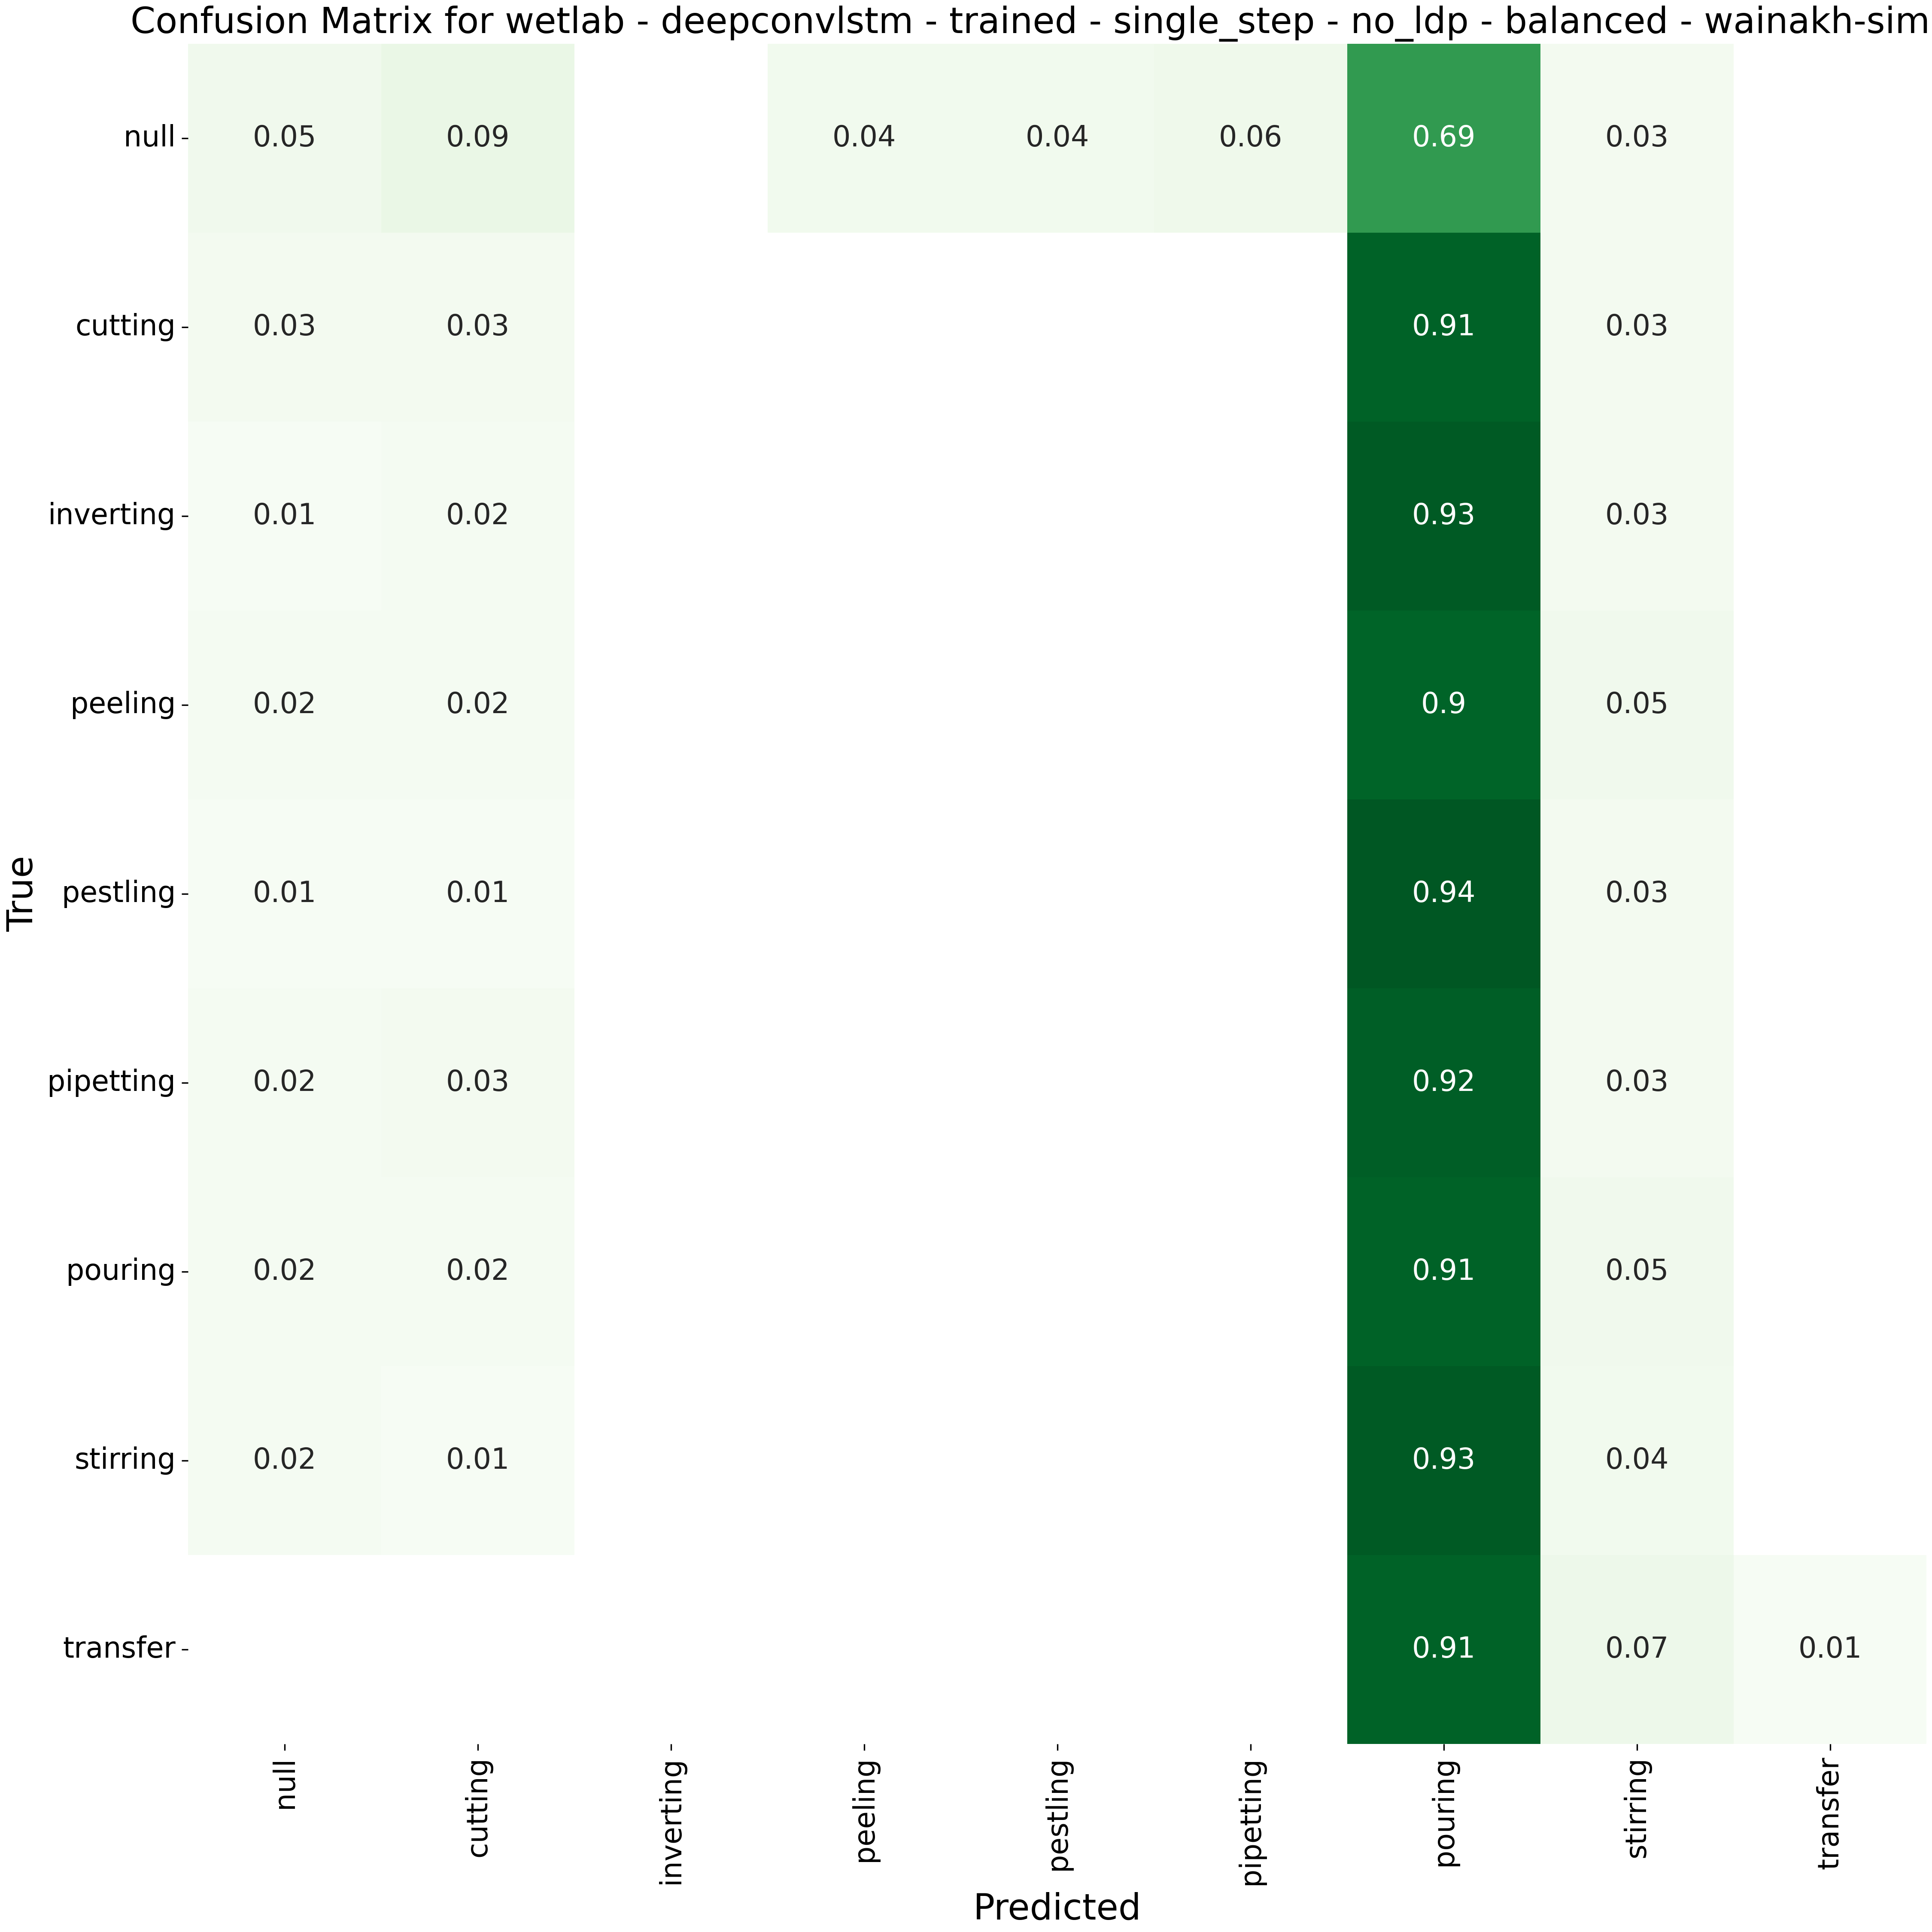 Confusion Matrix for wetlab - deepconvlstm - trained - single_step - no_ldp - balanced - wainakh-sim
null 0.05 0.09 0.04 0.04 0.06 0.69 0.03
cutting 0.03 0.03 0.91 0.03
inverting 0.01 0.02 0.93 0.03
peeling 0.02 0.02 0.9 0.05
pestling 0.01 0.01 0.94 0.03
pipetting 0.02 0.03 0.92 0.03
pouring 0.02 0.02 0.91 0.05
stirring 0.02 0.01 0.93 0.04
transfer 0.91 0.07 0.01
True
null cutting inverting peeling pestling pipetting pouring stirring transfer
Predicted